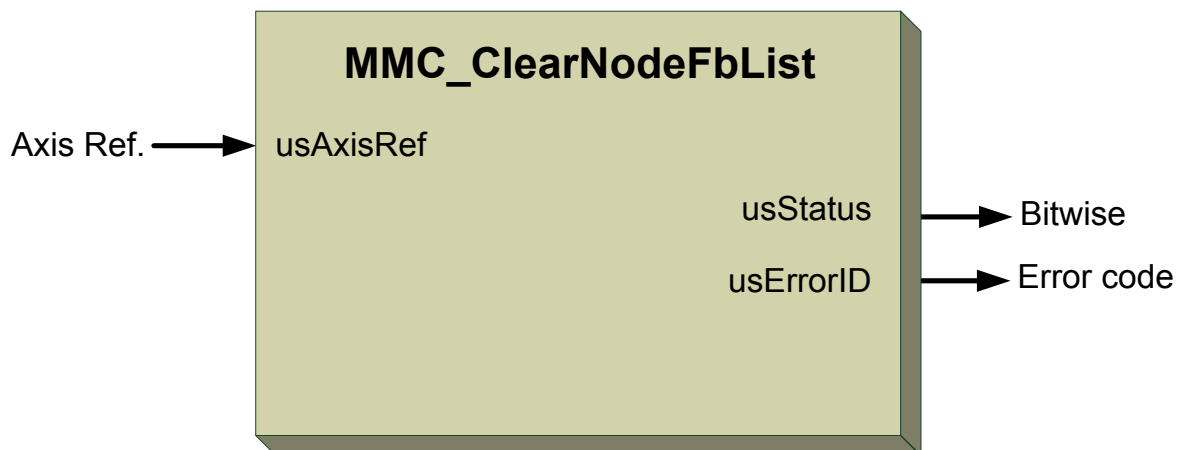 MMC_ClearNodeFbList
Axis Ref. usAxisRef
usStatus Bitwise
usErrorID Error code